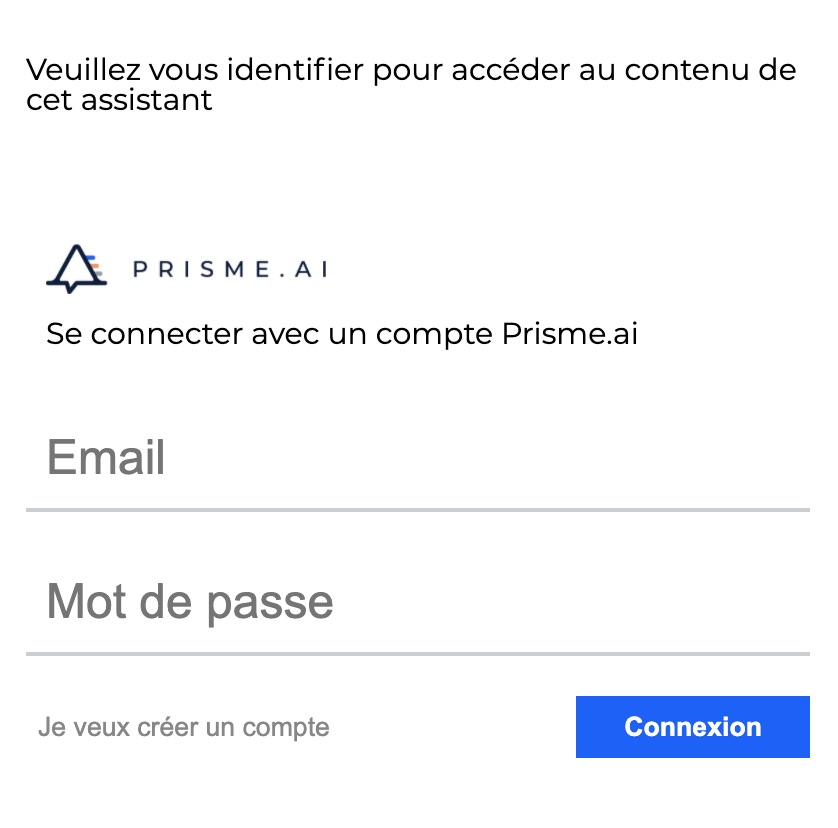 Veuillez vous identifier pour accéder au contenu de
cet assistant
PRISME.AI
Se connecter avec un compte Prisme.ai
Email
Mot de passe
Je veux créer un compte
Connexion